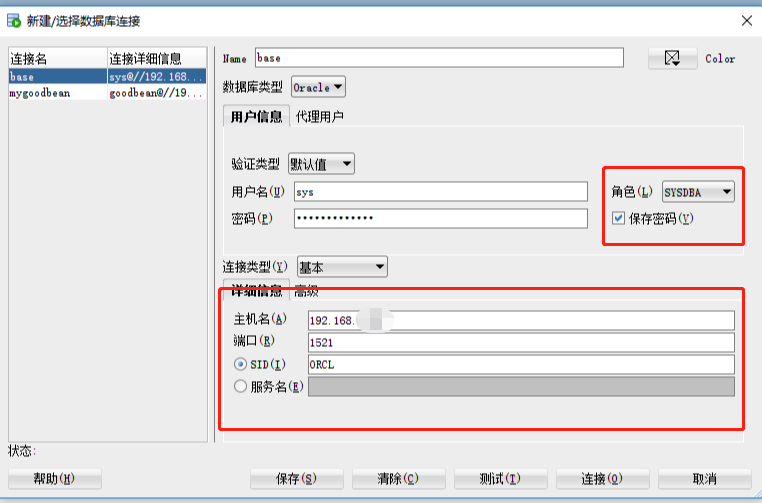 新建/选择数据库连接
连接名 连接详细信息
base sys@//192.168...
mygoodbean goodbean@//19...
Name base Color
数据库类型 Oracle
用户信息 代理用户
验证类型 默认值
用户名(U) sys
角色(L) SYSDBA
密码(P) •••••••••••••
保存密码(V)
连接类型(Y) 基本
详细信息 高级
主机名(A) 192.168.
端口(R) 1521
SID(I) ORCL
服务名(E)
状态:
帮助(H) 保存(S) 清除(C) 测试(T) 连接(O) 取消